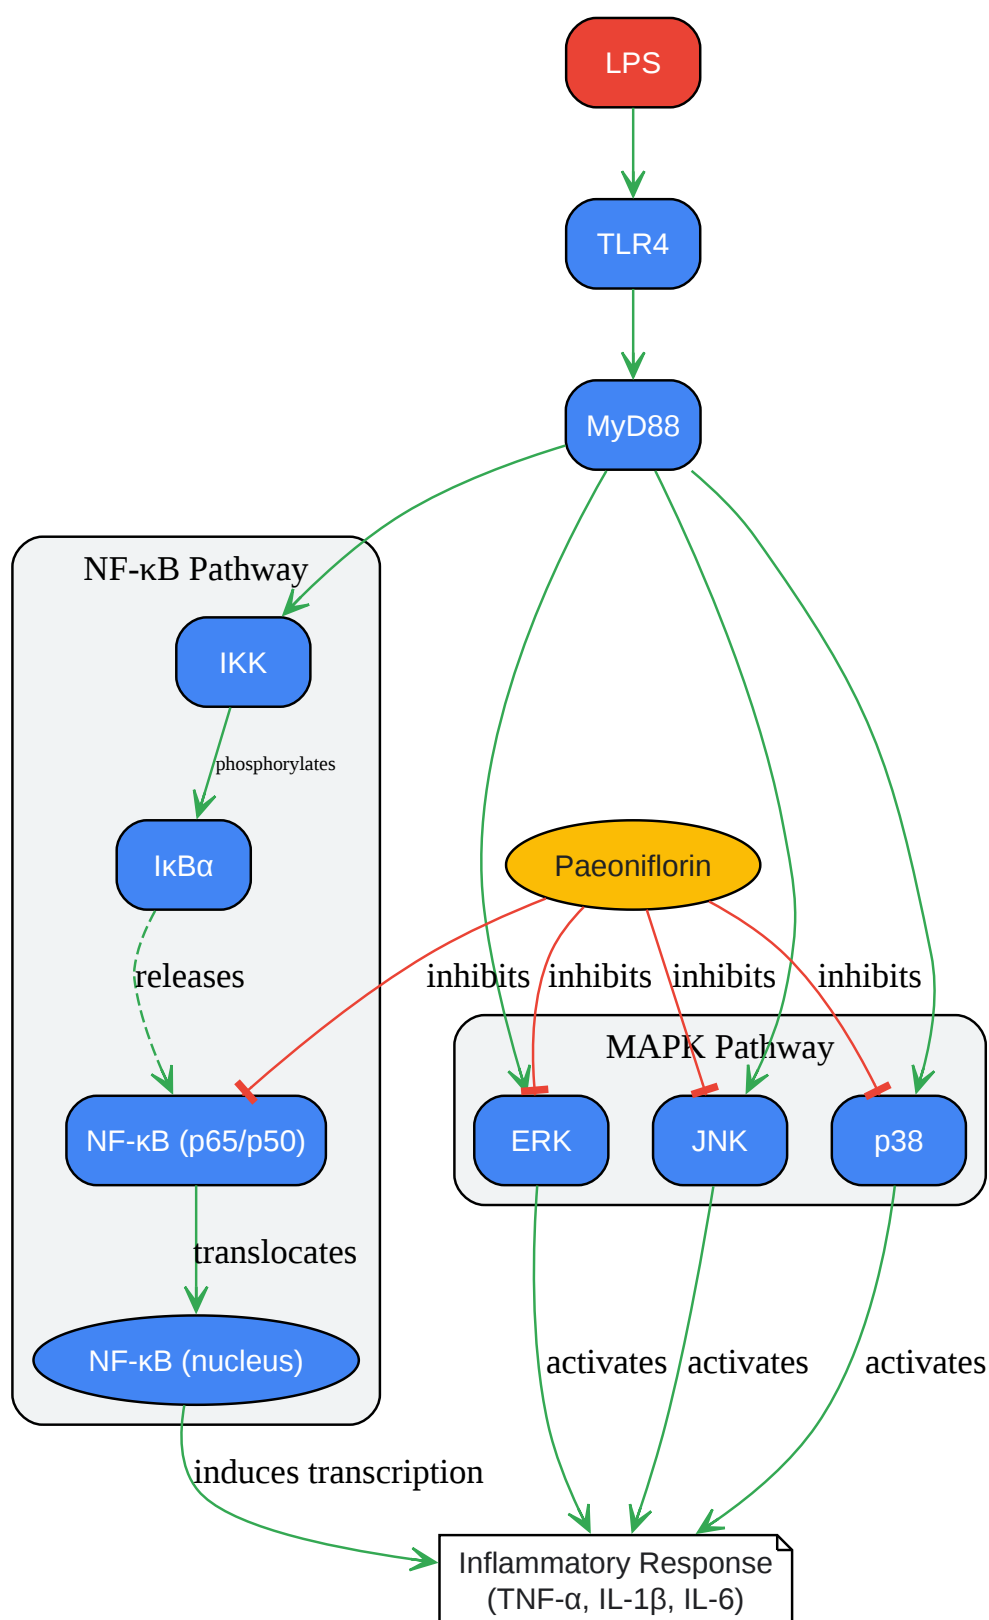 LPS
TLR4
MyD88
NF-κB Pathway
IKK
phosphorylates
IκBα
Paeoniflorin
releases
inhibits
inhibits
inhibits
inhibits
MAPK Pathway
NF-κB (p65/p50)
ERK
JNK
p38
translocates
NF-κB (nucleus)
activates
activates
activates
induces transcription
Inflammatory Response
(TNF-α, IL-1β, IL-6)